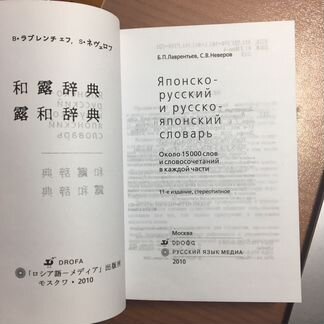 B・ラブレンチェフ, S・ネヴェロフ
和露辞典
露和辞典
DROFA
「ロシア語－メディア」出版所
モスクワ・2010
Б.П.Лаврентьев, С.В.Неверов
Японско-
русский
и русско-
японский
словарь
Около 15000 слов
и словосочетаний
в каждой части
11-е издание, стереотипное
Москва
DРОФА
РУССКИЙ ЯЗЫК МЕДИА
2010